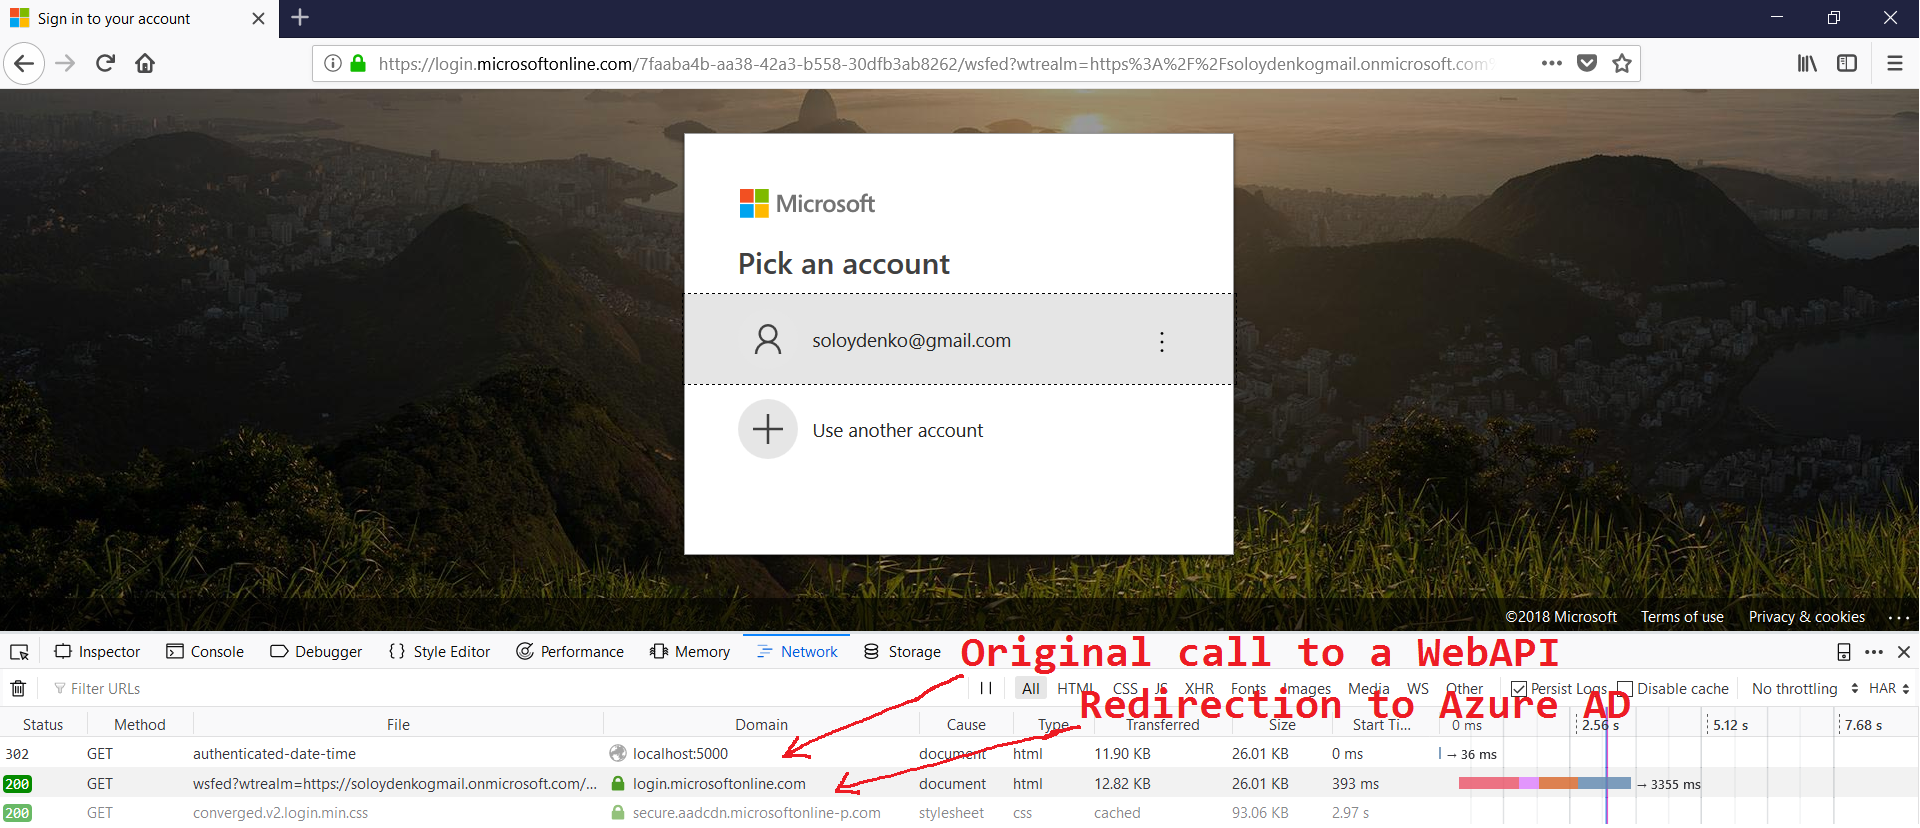 Sign in to your account
https://login.microsoftonline.com/7faaba4b-aa38-42a3-b558-30dfb3ab8262/wsfed?wtrealm=https%3A%2F%2Fsoloydenkogmail.onmicrosoft.com%
Microsoft
Pick an account
soloydenko@gmail.com
Use another account
©2018 Microsoft Terms of use Privacy & cookies
Inspector Console Debugger Style Editor Performance Memory Network Storage
Original call to a WebAPI
Filter URLs All HTML CSS JS XHR Fonts Images Media WS Other Persist Logs Disable cache No throttling HAR
Redirection to Azure AD
Status Method File Domain Cause Type Transferred Size Start Ti... 0 ms 2.56 s 5.12 s 7.68 s
302 GET authenticated-date-time localhost:5000 document html 11.90 KB 26.01 KB 0 ms → 36 ms
200 GET wsfed?wtrealm=https://soloydenkogmail.onmicrosoft.com/... login.microsoftonline.com document html 12.82 KB 26.01 KB 393 ms → 3355 ms
200 GET converged.v2.login.min.css secure.aadcdn.microsoftonline-p.com stylesheet css cached 93.06 KB 2.97 s